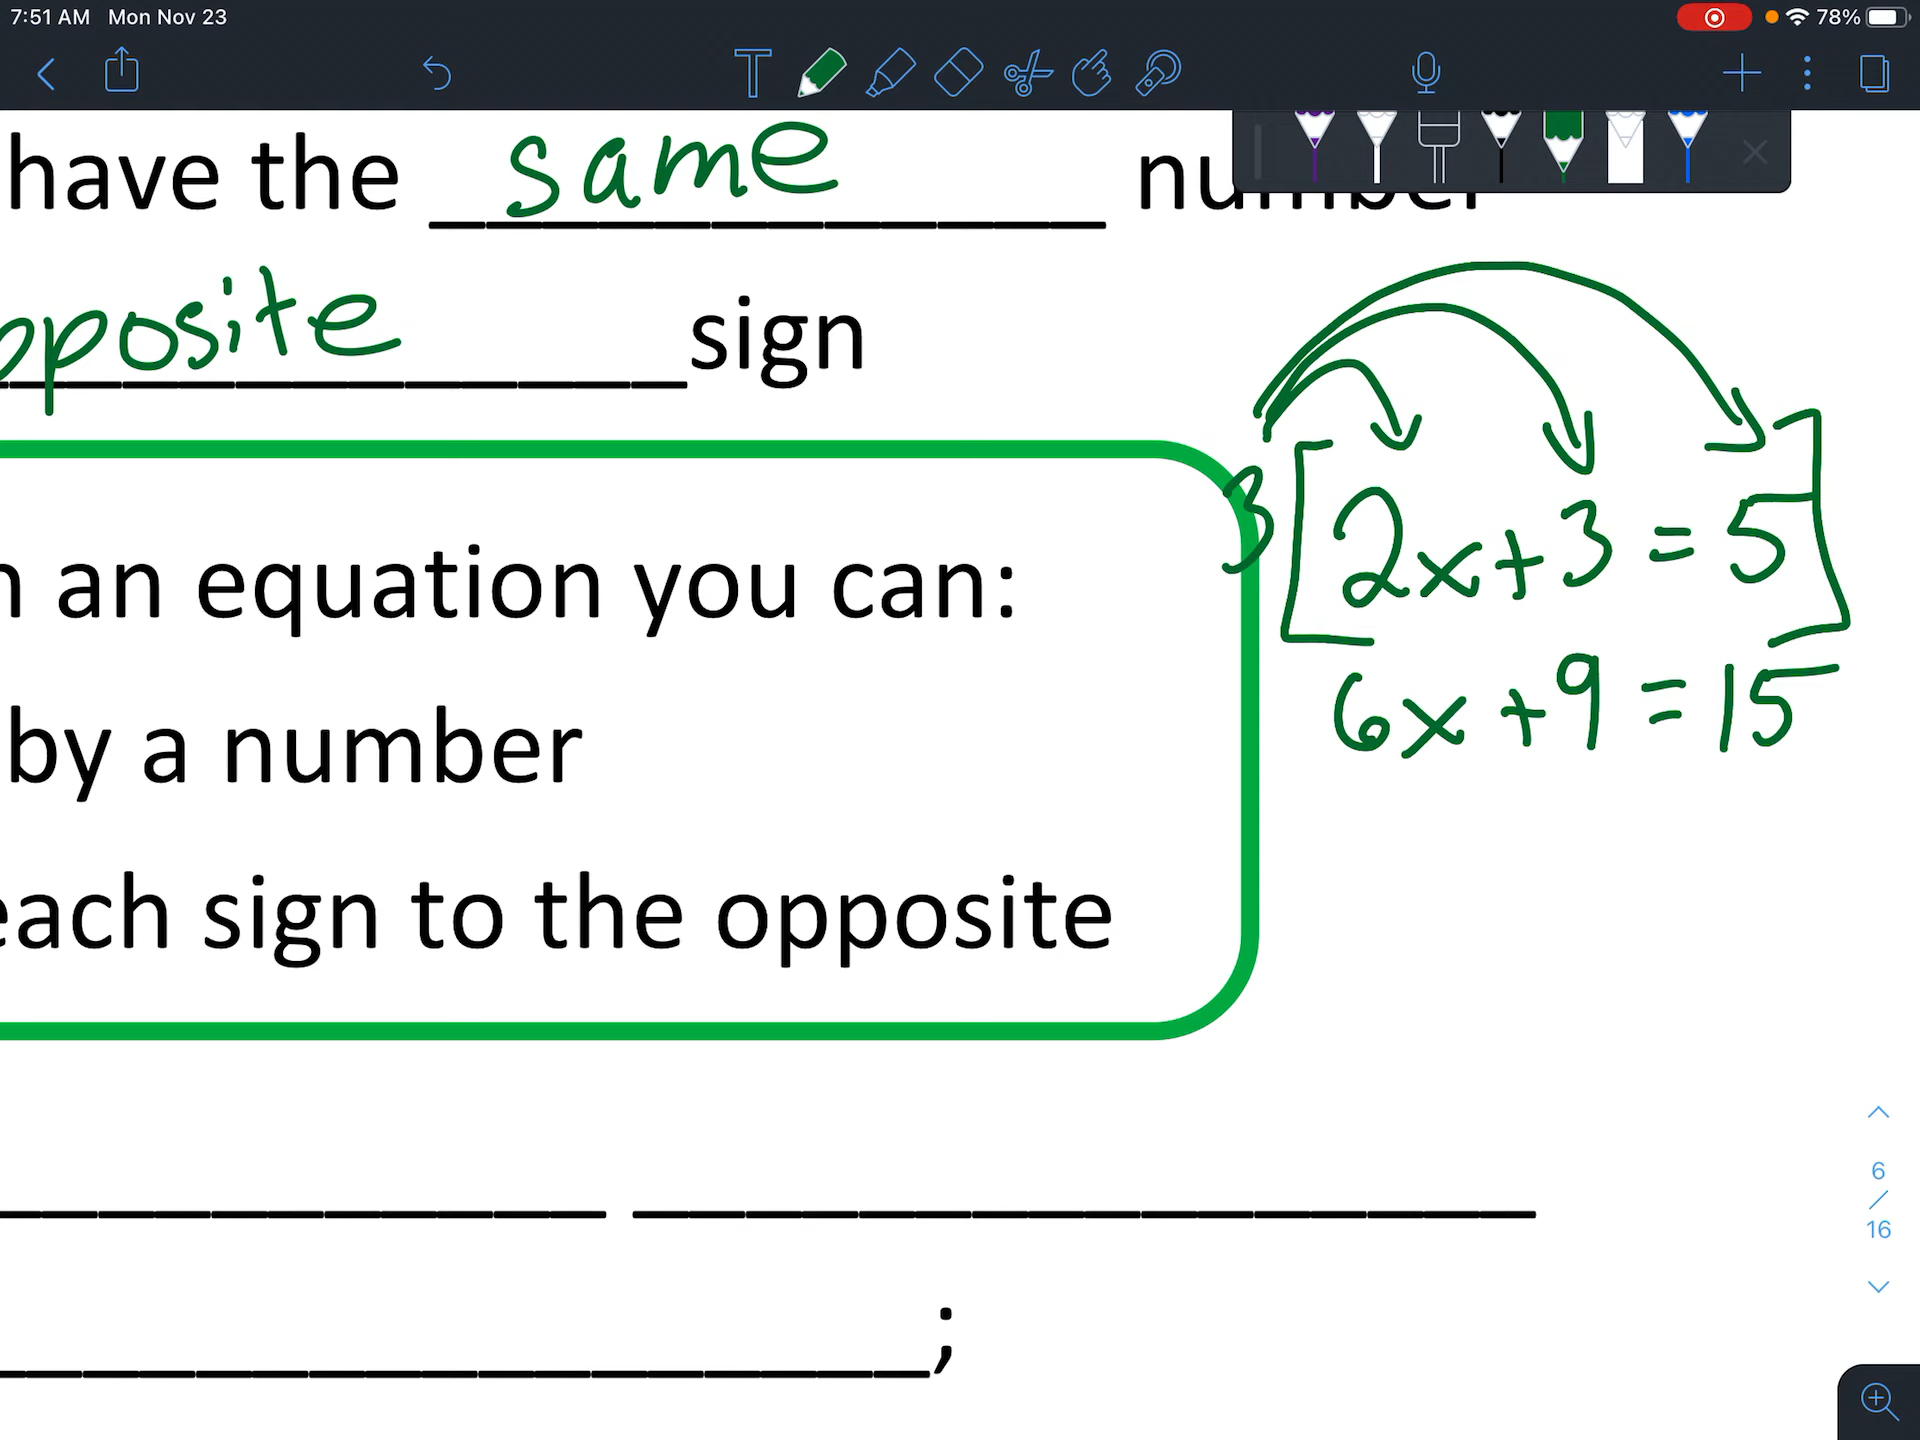 7:51 AM Mon Nov 23
78%
T
have the same number
pposite sign
3[2x+3=5]
6x+9=15
an equation you can:
by a number
each sign to the opposite
;
6
/
16